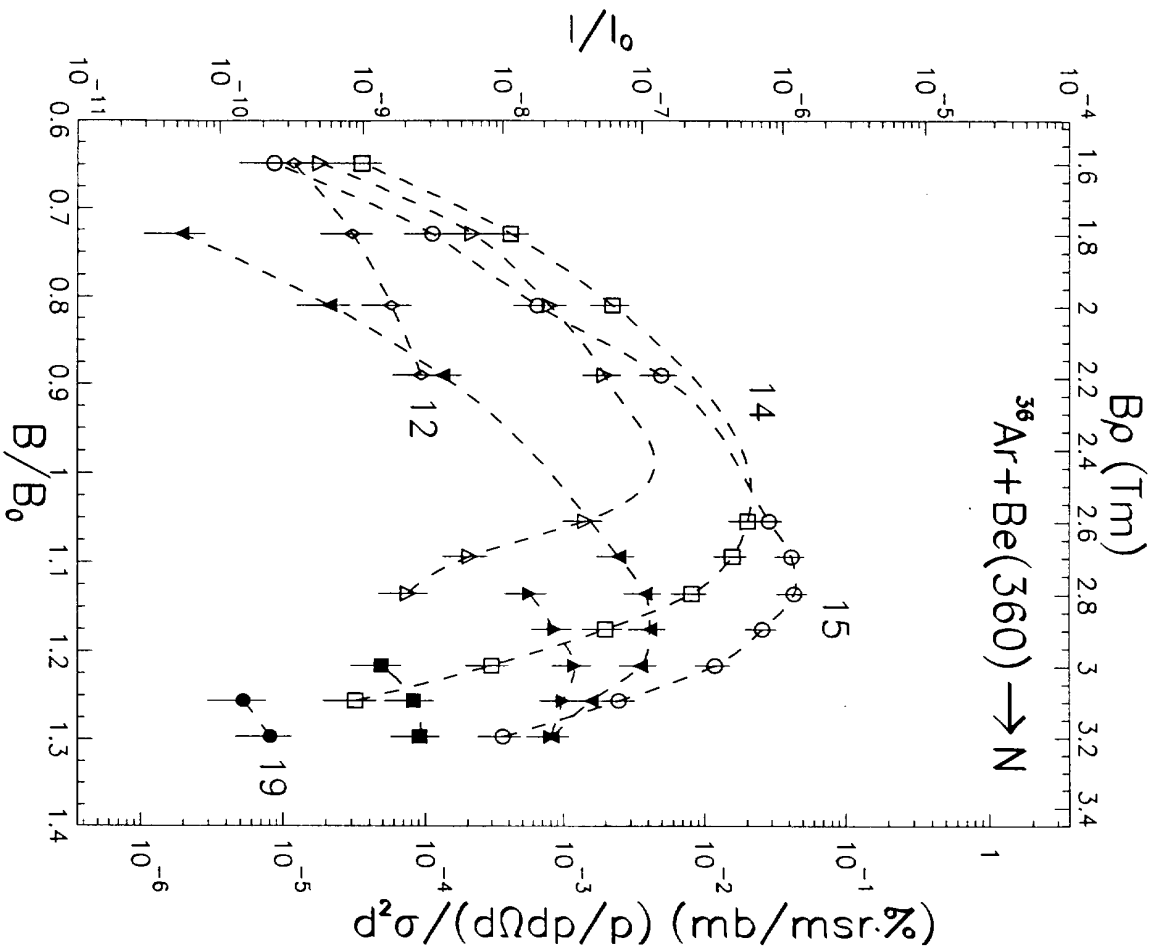 Bρ (Tm)
1.6 1.8 2 2.2 2.4 2.6 2.8 3 3.2 3.4
³⁶Ar+Be(360) → N
I/I₀
10⁻⁴
10⁻⁵
10⁻⁶
10⁻⁷
10⁻⁸
10⁻⁹
10⁻¹⁰
10⁻¹¹
14
15
12
19
1
10⁻¹
10⁻²
10⁻³
10⁻⁴
10⁻⁵
10⁻⁶
d²σ/(dΩdp/p) (mb/msr.%)
0.6 0.7 0.8 0.9 1 1.1 1.2 1.3 1.4
B/B₀